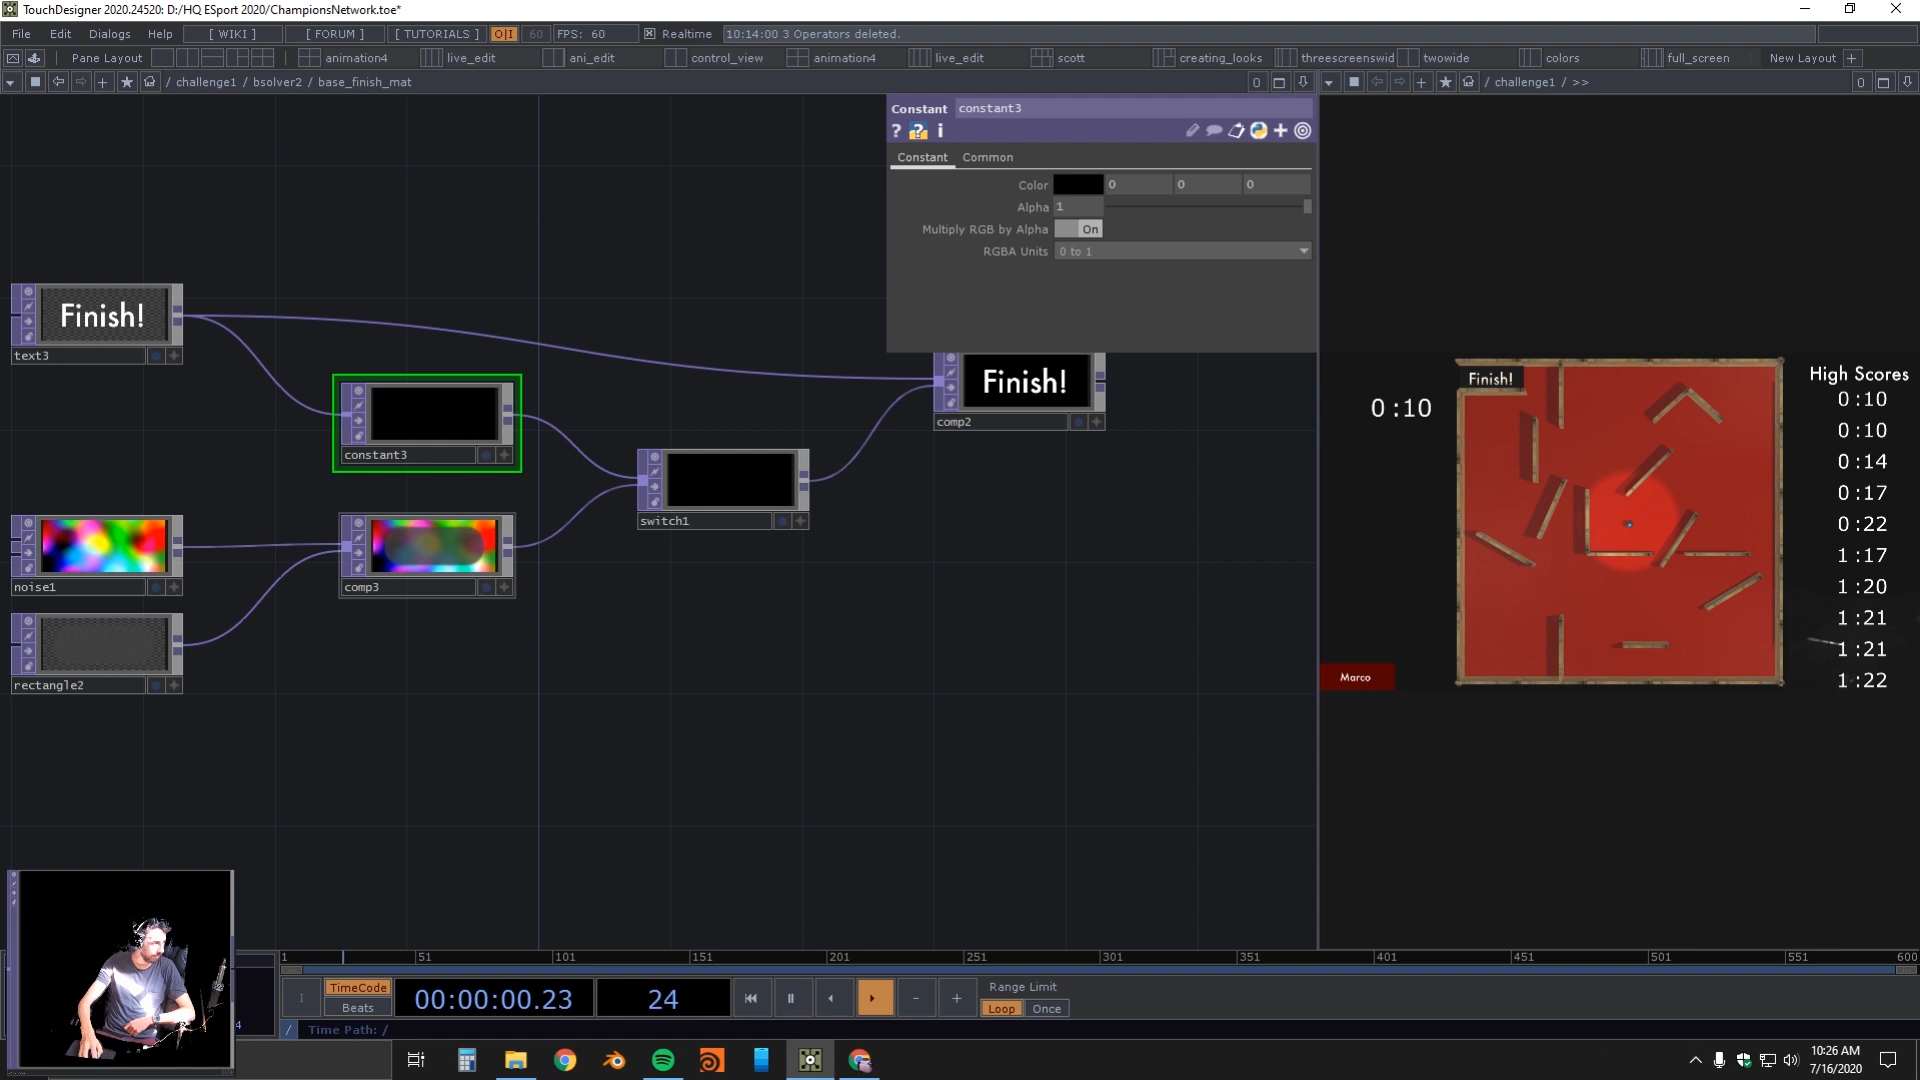 TouchDesigner 2020.24520: D:/HQ ESport 2020/ChampionsNetwork.toe*
File Edit Dialogs Help [ WIKI ] [ FORUM ] [ TUTORIALS ] O|I 60 FPS: 60 Realtime 10:14:00 3 Operators deleted.
Pane Layout animation4 live_edit ani_edit control_view animation4 live_edit scott creating_looks threescreenswid twowide colors full_screen New Layout
/ challenge1 / bsolver2 / base_finish_mat 0 / challenge1 / >> 0
Constant constant3
? ? i
Constant Common
Color 0 0 0
Alpha 1
Multiply RGB by Alpha On
RGBA Units 0 to 1
Finish!
text3
constant3
noise1
comp3
rectangle2
switch1
Finish!
comp2
Finish!
0 :10
High Scores
0 :10
0 :10
0 :14
0 :17
0 :22
1 :17
1 :20
1 :21
1 :21
1 :22
Marco
1 51 101 151 201 251 301 351 401 451 501 551 600
TimeCode
Beats
00:00:00.23
24
Range Limit
Loop Once
/ Time Path: /
4
10:26 AM
7/16/2020